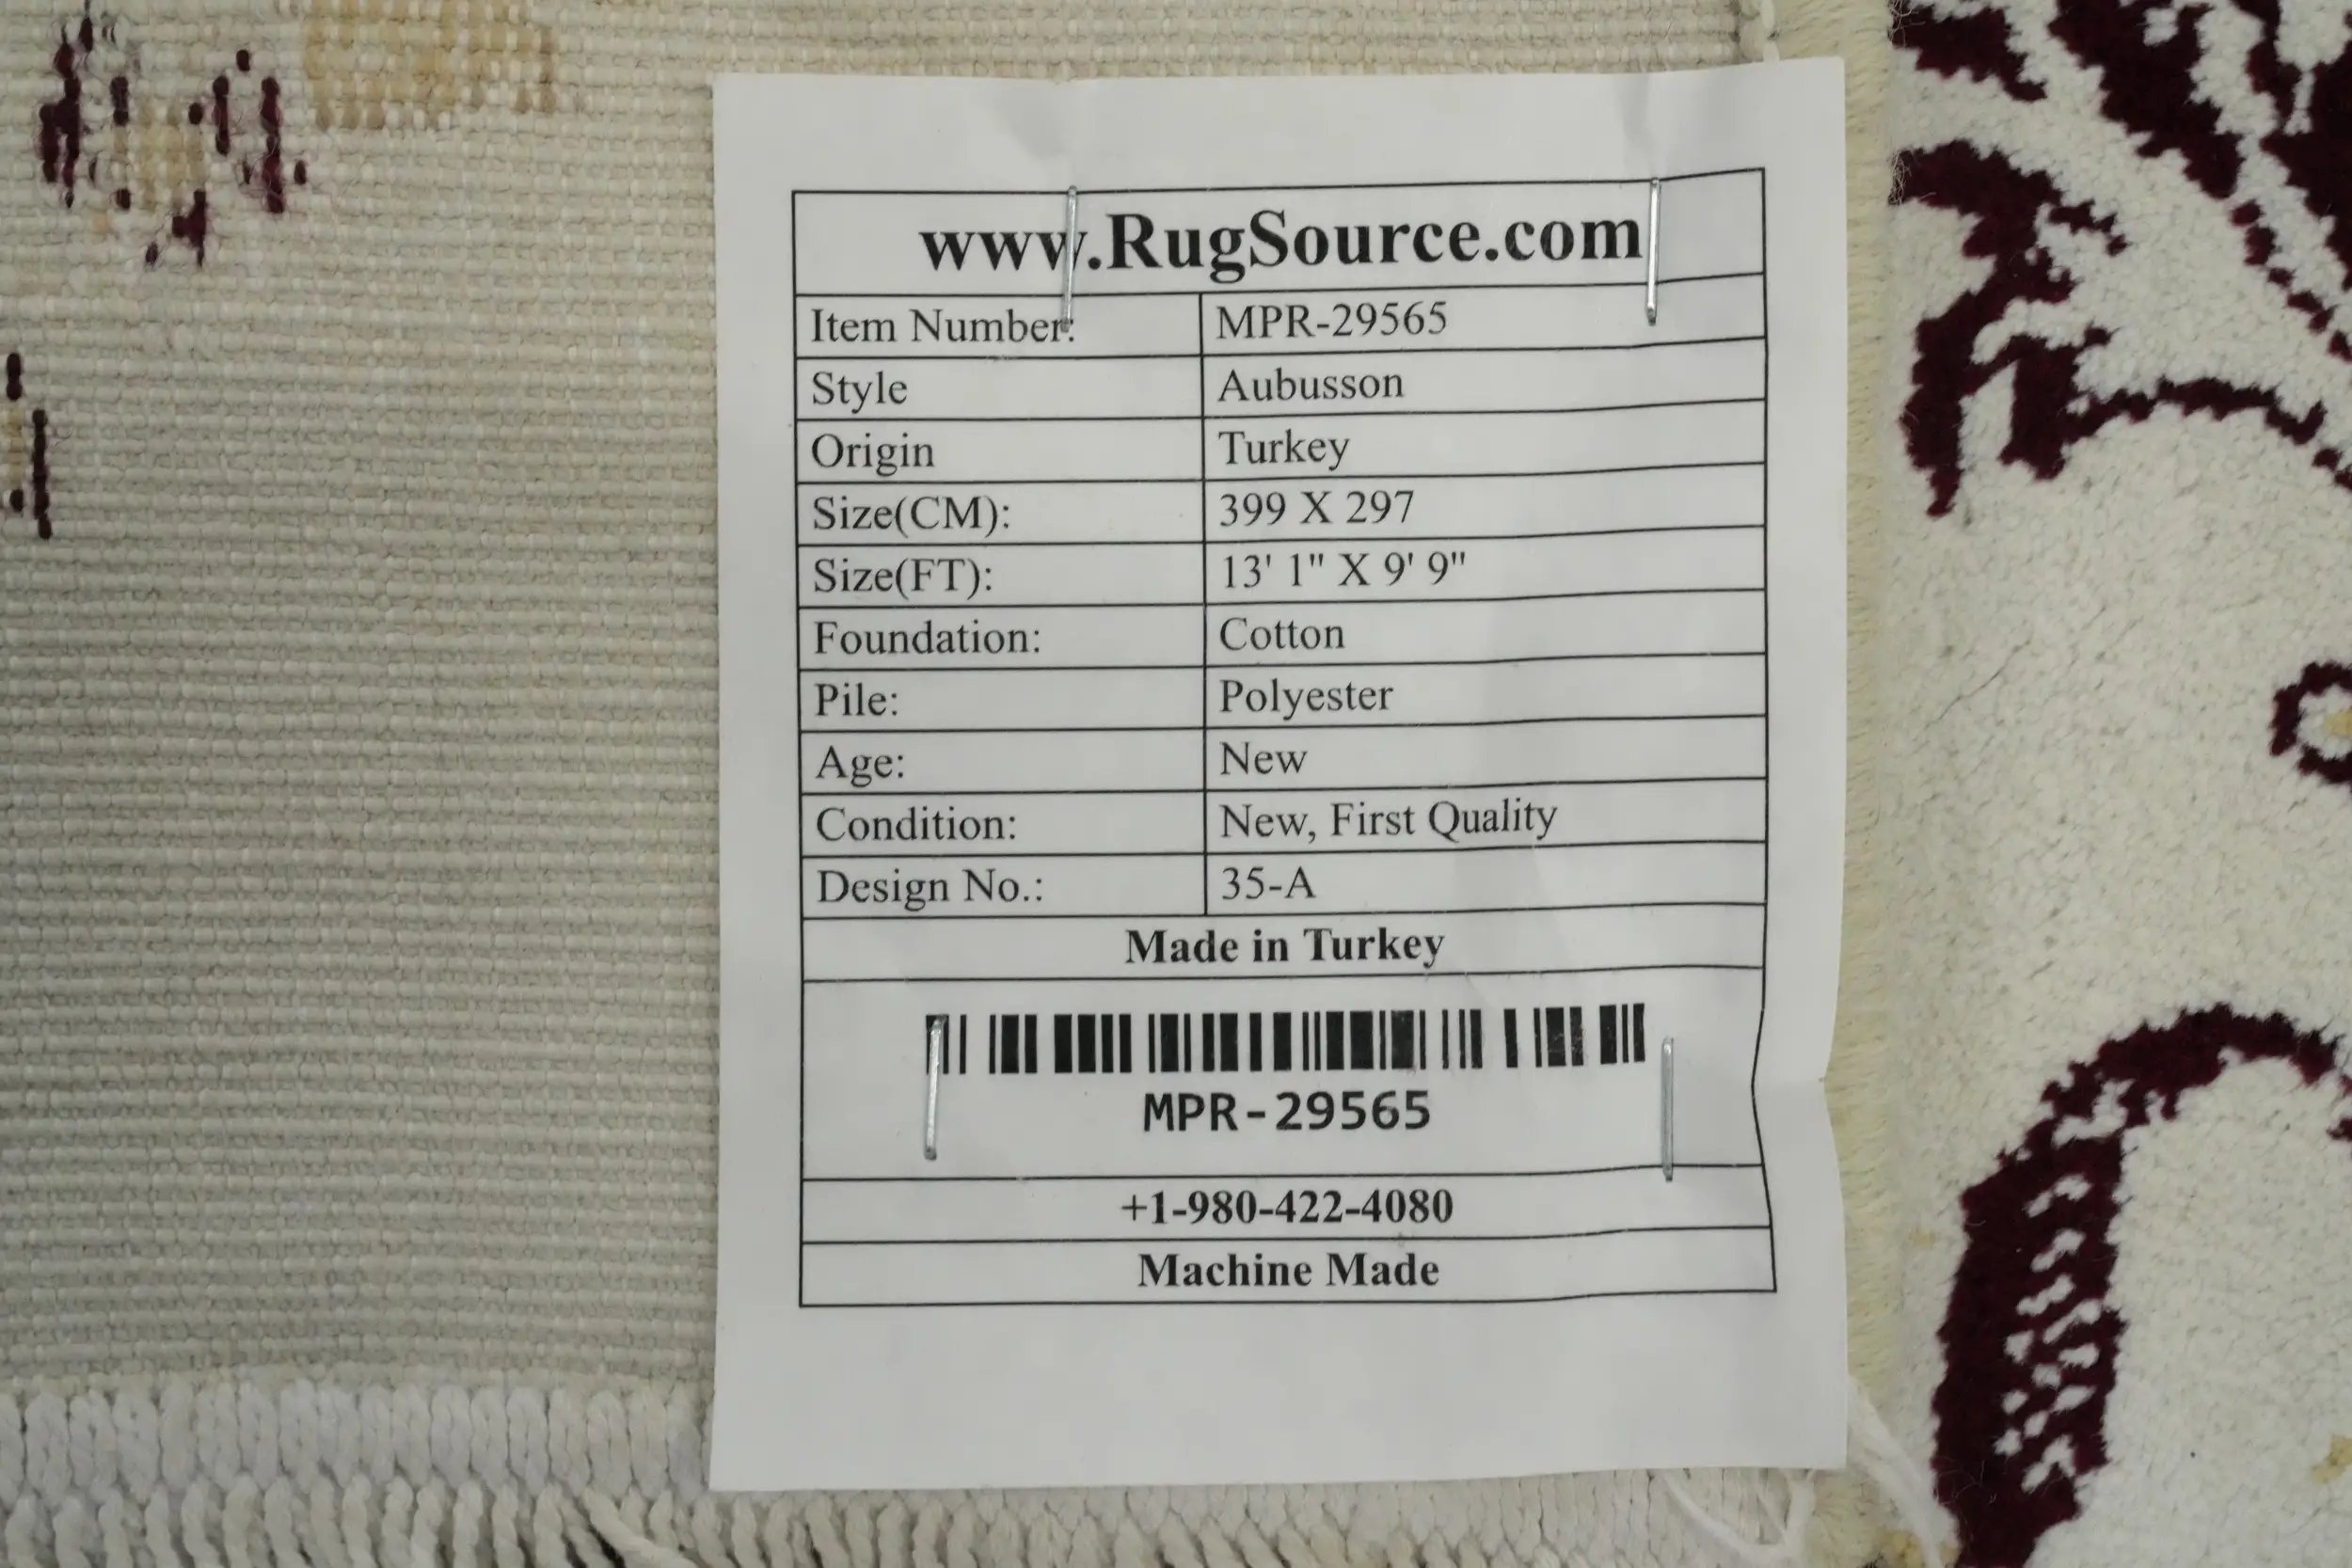 www.RugSource.com
Item Number: MPR-29565
Style Aubusson
Origin Turkey
Size(CM): 399 X 297
Size(FT): 13' 1" X 9' 9"
Foundation: Cotton
Pile: Polyester
Age: New
Condition: New, First Quality
Design No.: 35-A
Made in Turkey
MPR-29565
+1-980-422-4080
Machine Made